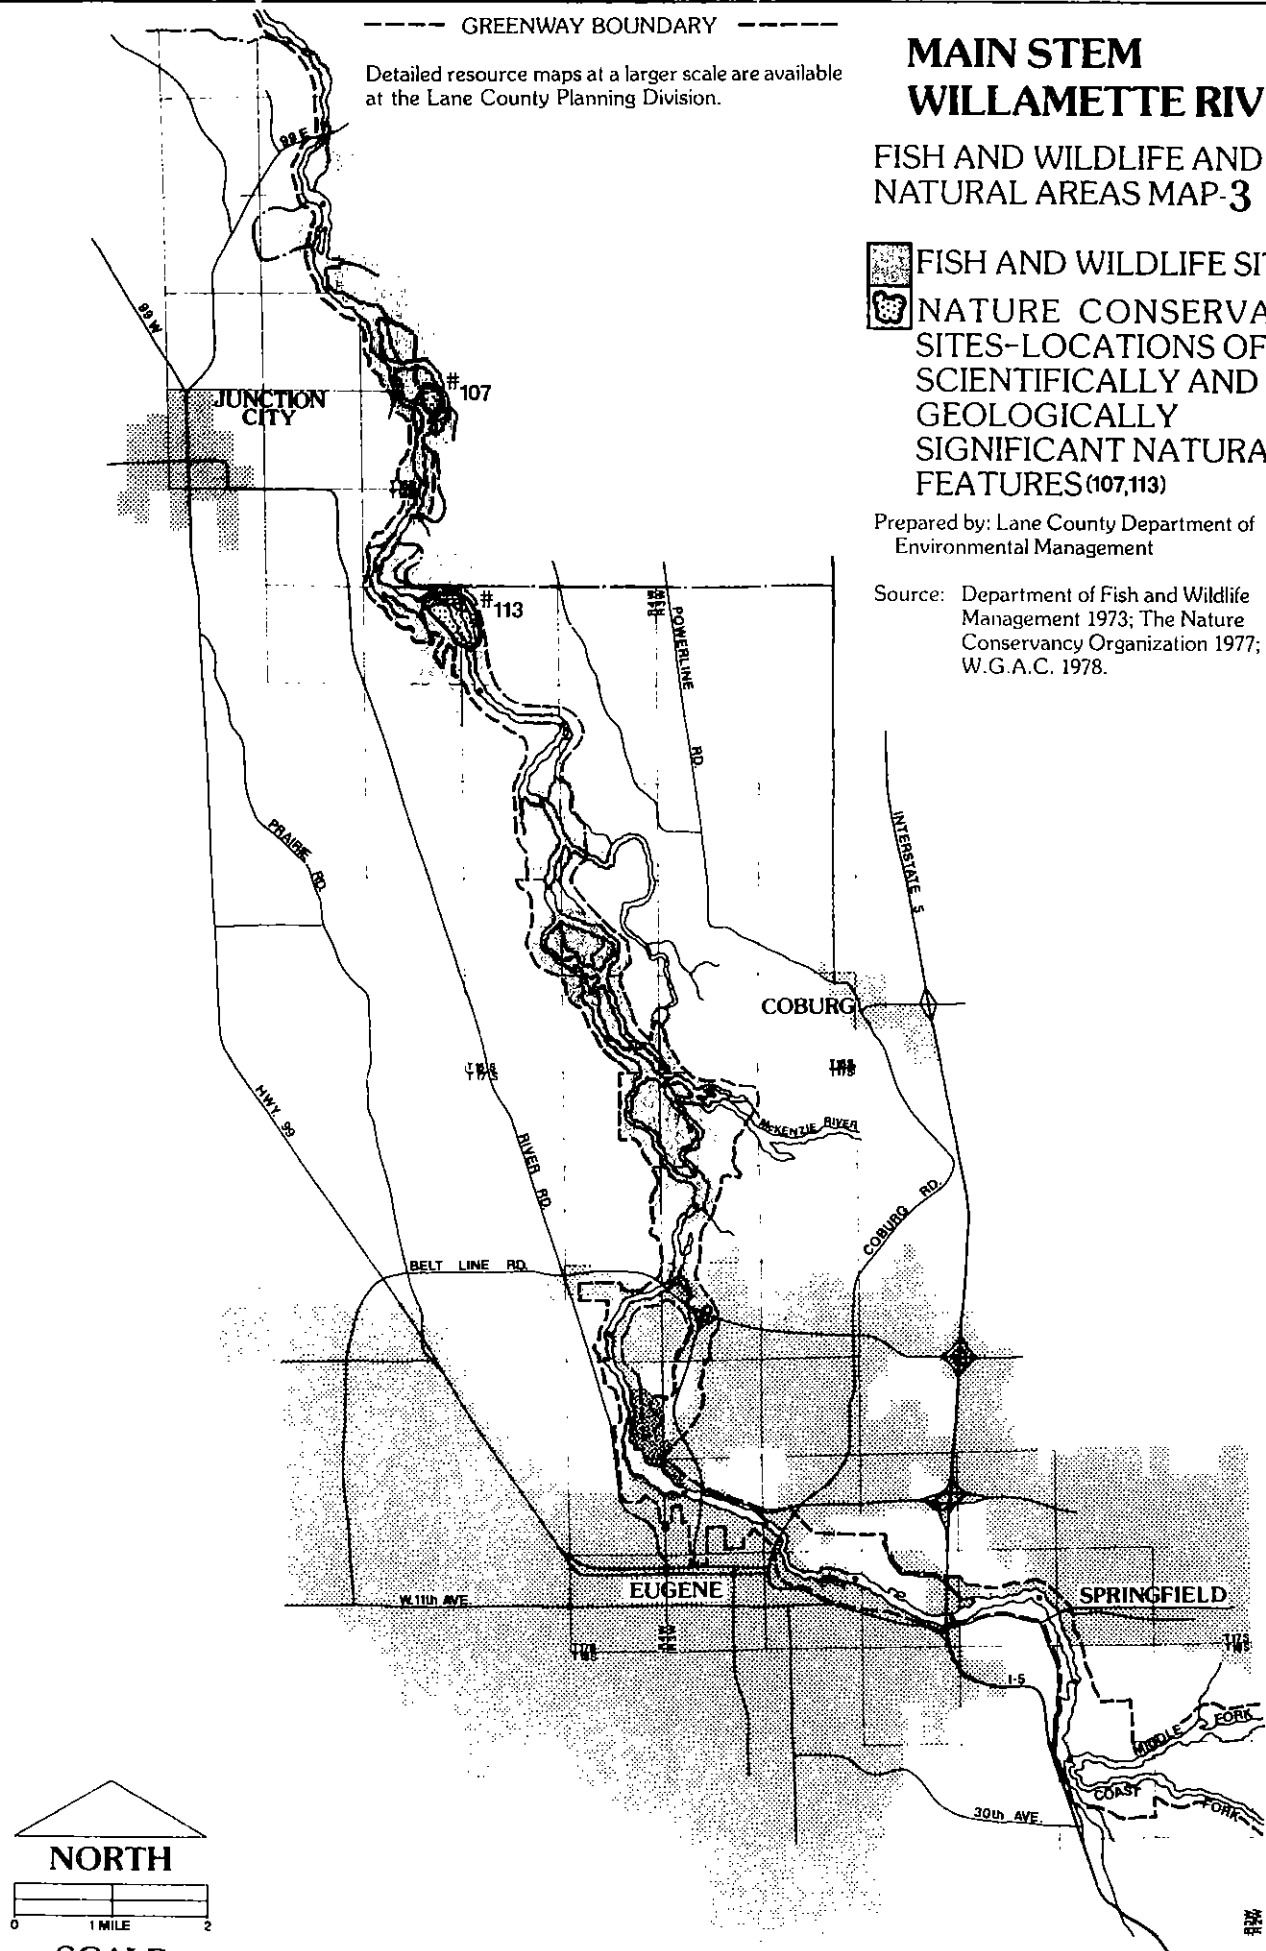 GREENWAY BOUNDARY
Detailed resource maps at a larger scale are available
at the Lane County Planning Division.
MAIN STEM
WILLAMETTE RIV
FISH AND WILDLIFE AND
NATURAL AREAS MAP-3
FISH AND WILDLIFE SI
NATURE CONSERVA
SITES-LOCATIONS OF
SCIENTIFICALLY AND
GEOLOGICALLY
SIGNIFICANT NATURA
FEATURES (107,113)
Prepared by: Lane County Department of
Environmental Management
Source: Department of Fish and Wildlife
Management 1973; The Nature
Conservancy Organization 1977;
W.G.A.C. 1978.
99 E
99 W
JUNCTION
CITY
#107
#113
POWERLINE RD.
PRAIRIE RD.
INTERSTATE 5
COBURG
HWY. 99
RIVER RD.
McKENZIE RIVER
COBURG RD.
BELT LINE RD.
EUGENE
W. 11th AVE.
SPRINGFIELD
I-5
MIDDLE FORK
COAST FORK
30th AVE.
NORTH
0 1 MILE 2